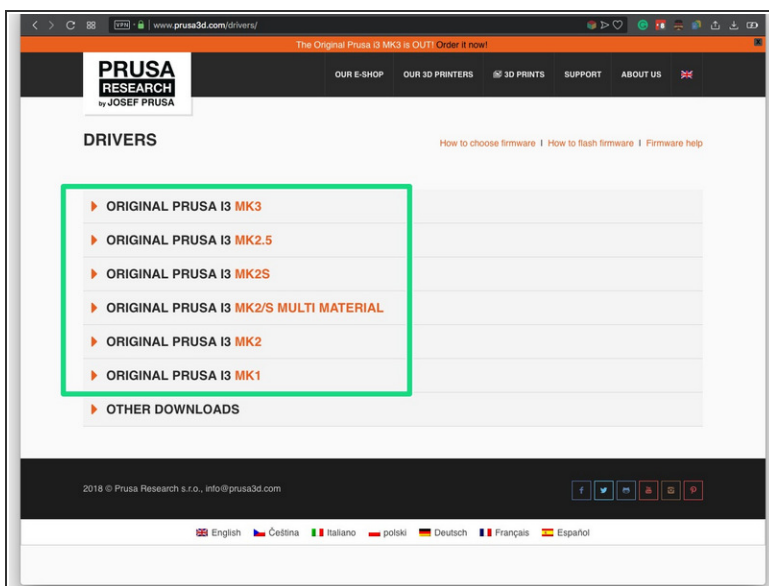 VPN www.prusa3d.com/drivers/
The Original Prusa i3 MK3 is OUT! Order it now!
PRUSA
RESEARCH
by JOSEF PRUSA
OUR E-SHOP OUR 3D PRINTERS 3D PRINTS SUPPORT ABOUT US
DRIVERS
How to choose firmware I How to flash firmware I Firmware help
ORIGINAL PRUSA I3 MK3
ORIGINAL PRUSA I3 MK2.5
ORIGINAL PRUSA I3 MK2S
ORIGINAL PRUSA I3 MK2/S MULTI MATERIAL
ORIGINAL PRUSA I3 MK2
ORIGINAL PRUSA I3 MK1
OTHER DOWNLOADS
2018 © Prusa Research s.r.o., info@prusa3d.com
English Čeština Italiano polski Deutsch Français Español